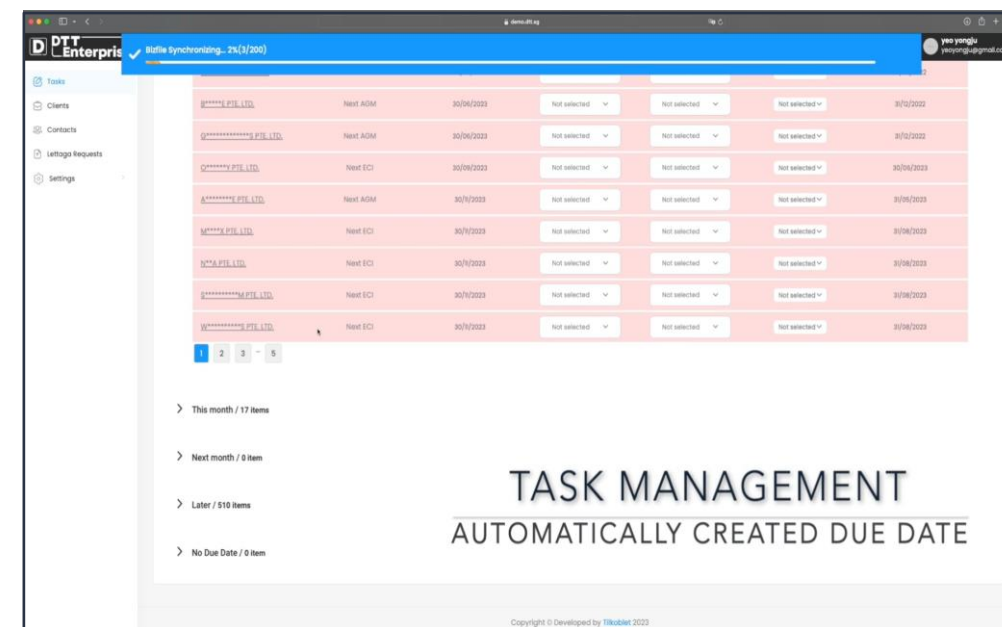 demo.dtt.sg
D DTT Enterpris
Bizfile Synchronizing... 2%(3/200)
yeo yongju
Tasks
Clients
Contacts
Lettaga Requests
Settings
B*****E PTE. LTD. Next AGM 30/06/2023 Not selected Not selected Not selected 31/12/2022
O*************S PTE. LTD. Next AGM 30/06/2023 Not selected Not selected Not selected 31/12/2022
O******Y PTE. LTD. Next ECI 30/09/2023 Not selected Not selected Not selected 30/06/2023
A********E PTE. LTD. Next AGM 30/11/2023 Not selected Not selected Not selected 31/05/2023
M****X PTE. LTD. Next ECI 30/11/2023 Not selected Not selected Not selected 31/08/2023
N**A PTE. LTD. Next ECI 30/11/2023 Not selected Not selected Not selected 31/08/2023
S**********M PTE. LTD. Next ECI 30/11/2023 Not selected Not selected Not selected 31/08/2023
W**********S PTE. LTD. Next ECI 30/11/2023 Not selected Not selected Not selected 31/08/2023
1 2 3 ··· 5
This month / 17 items
Next month / 0 item
Later / 510 items
No Due Date / 0 item
TASK MANAGEMENT
AUTOMATICALLY CREATED DUE DATE
Copyright © Developed by Tilkoblet 2023